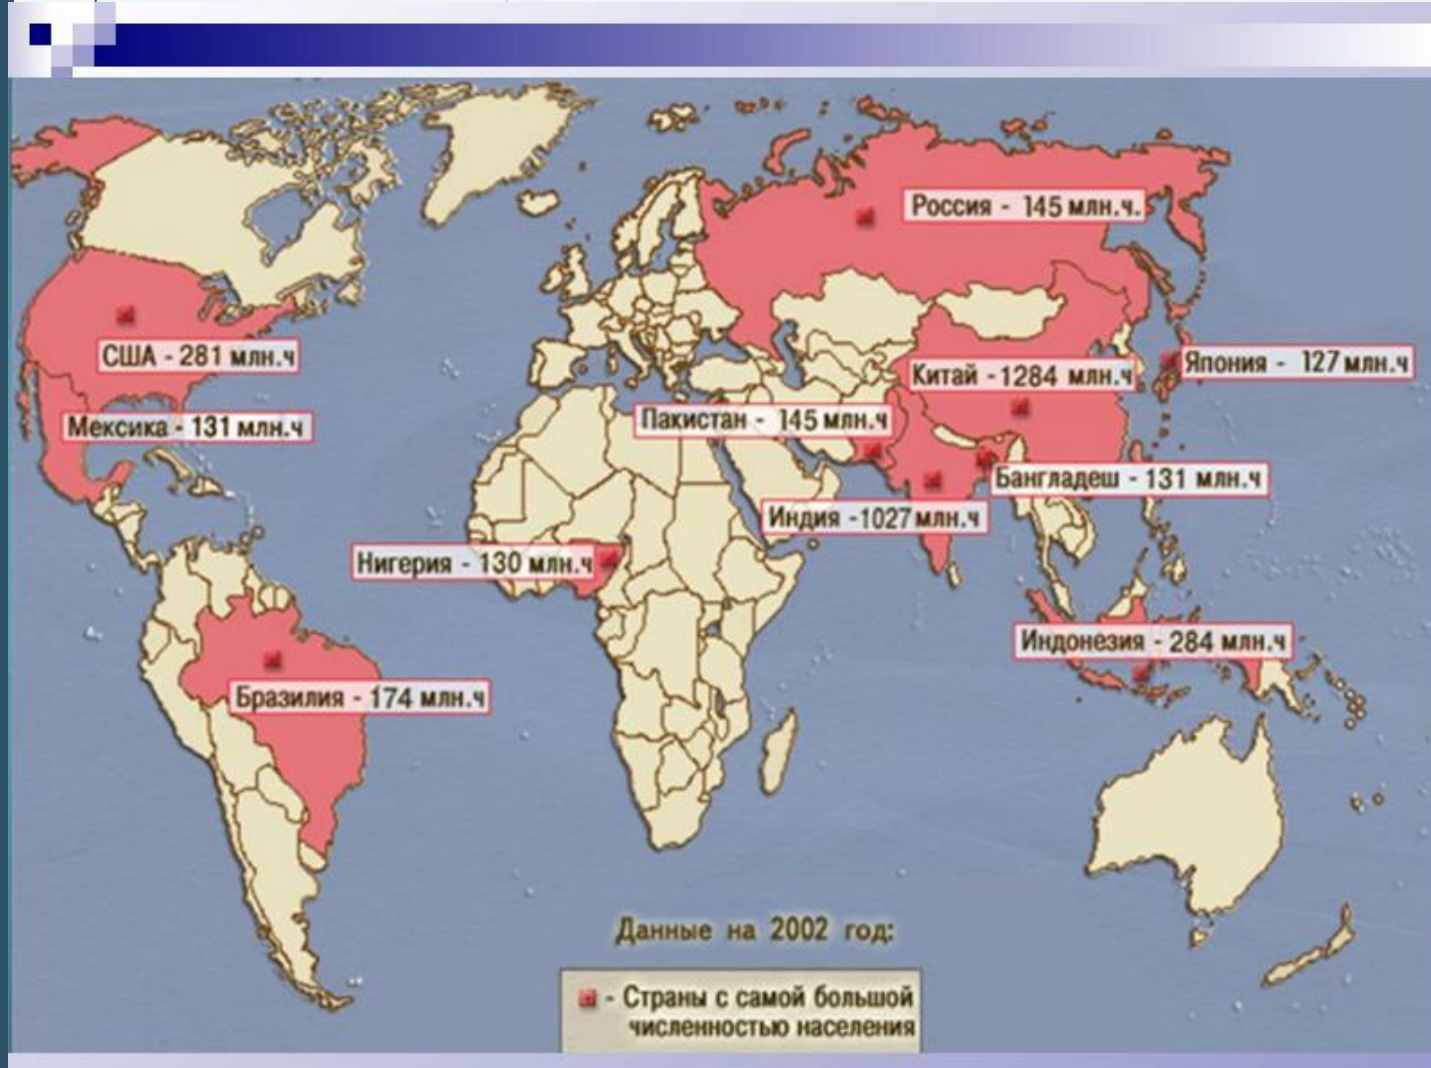 Россия - 145 млн.ч.
США - 281 млн.ч
Япония - 127 млн.ч
Китай -1284 млн.ч
Мексика - 131 млн.ч
Пакистан - 145 млн.ч
Бангладеш - 131 млн.ч
Индия -1027млн.ч
Нигерия - 130 млн.ч
Индонезия - 284 млн.ч
Бразилия - 174 млн.ч
Данные на 2002 год:
- Страны с самой большой
численностью населения